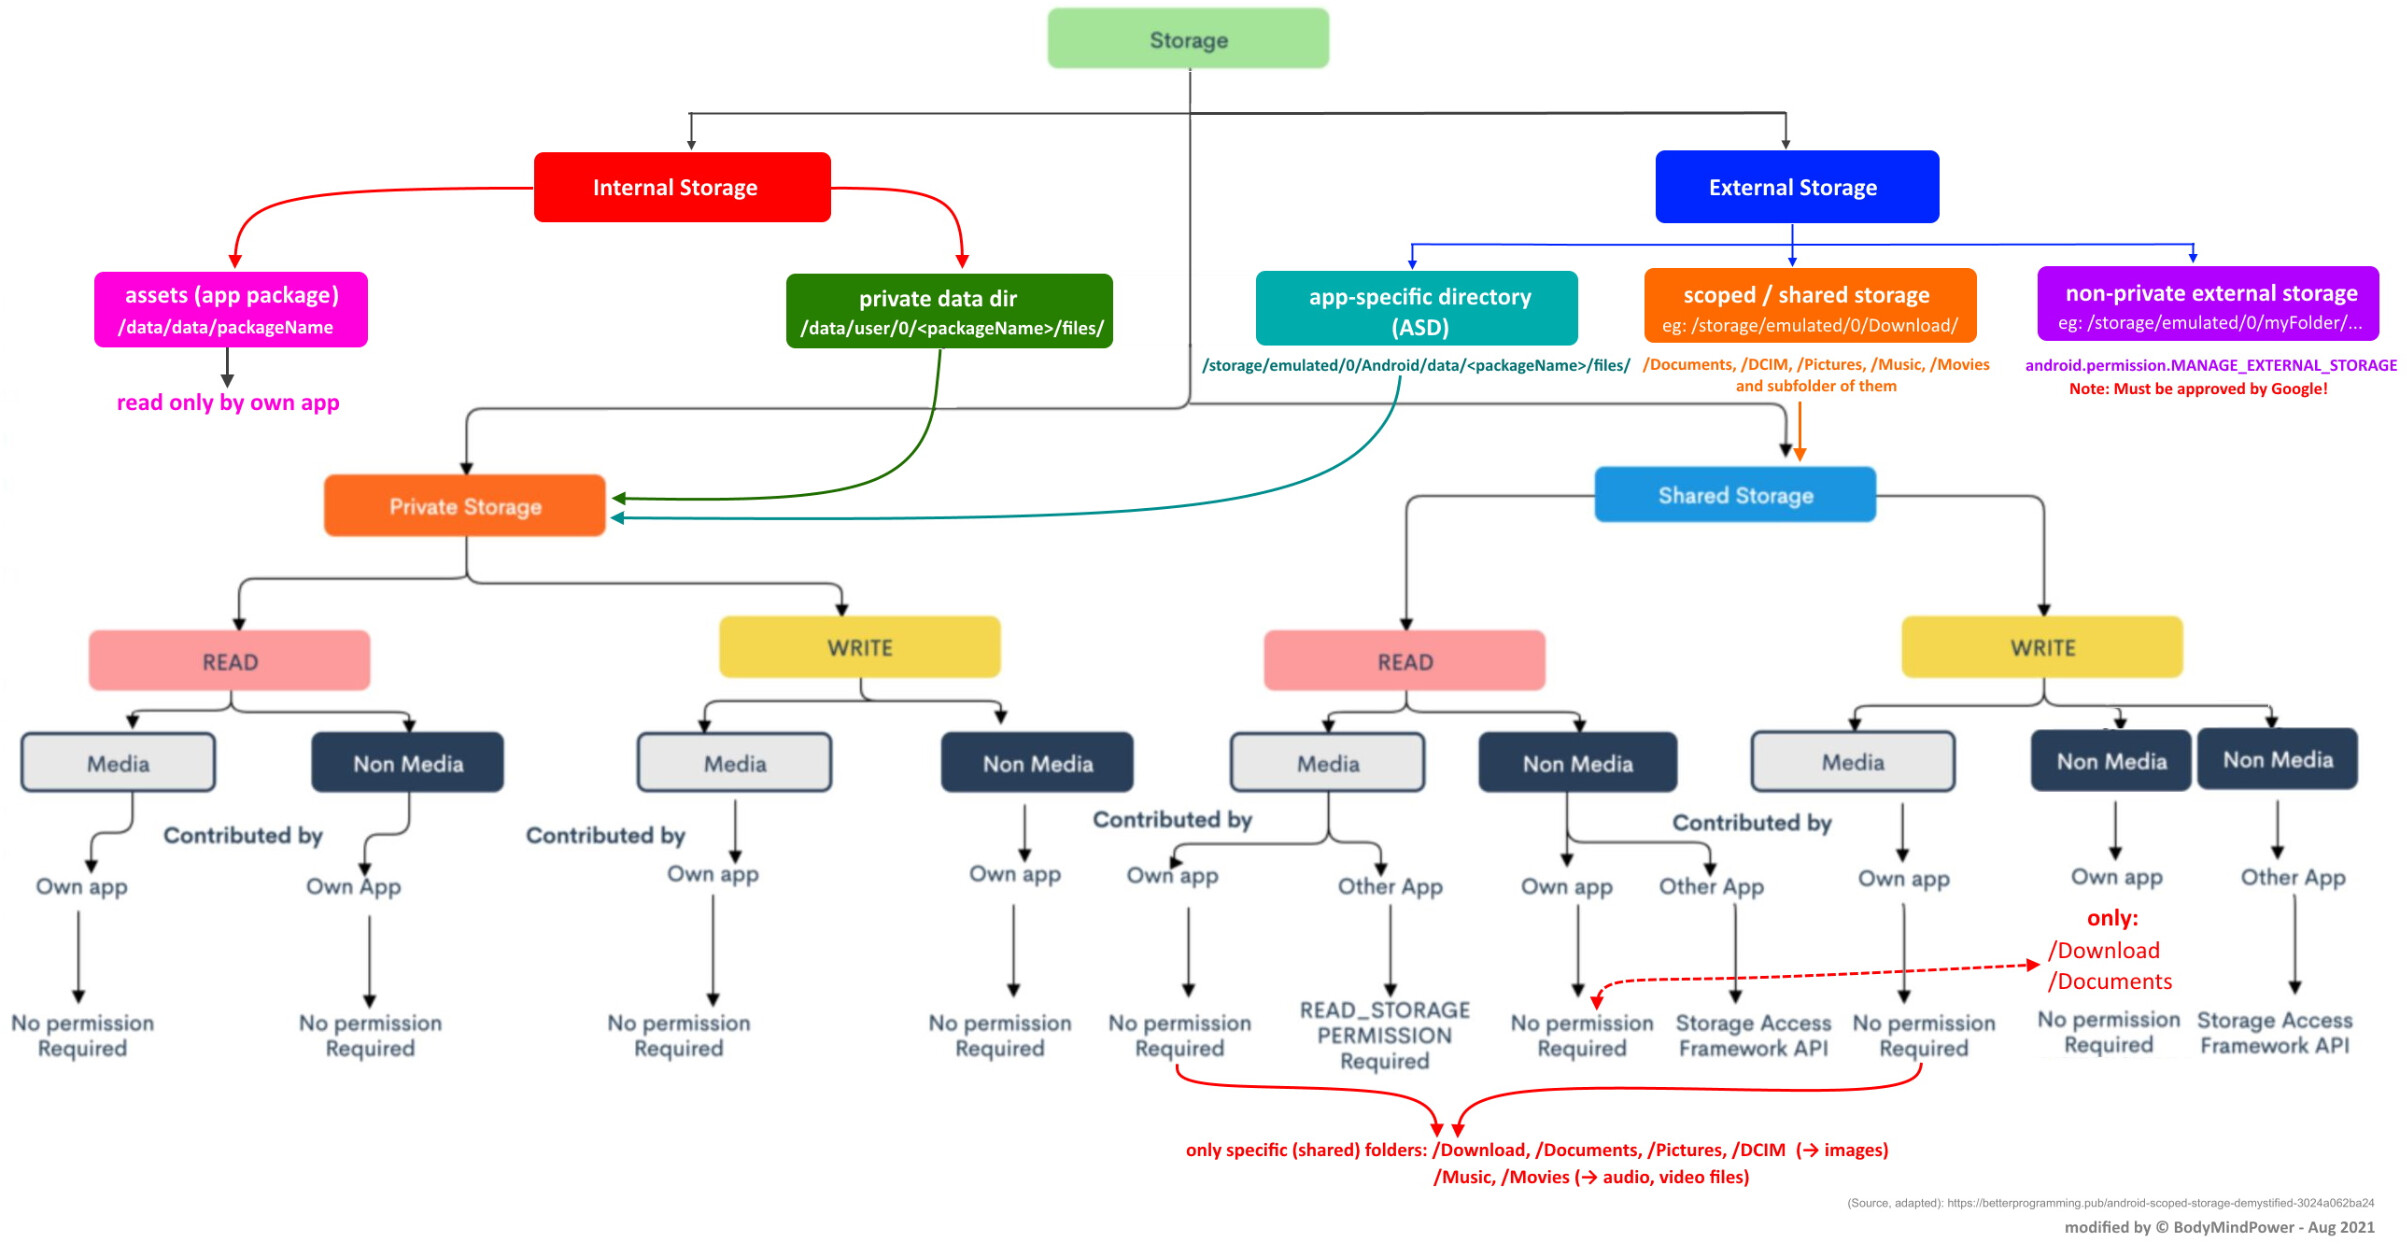 Storage
Internal Storage
External Storage
assets (app package)
/data/data/packageName
private data dir
/data/user/0/<packageName>/files/
app-specific directory
(ASD)
scoped / shared storage
eg: /storage/emulated/0/Download/
non-private external storage
eg: /storage/emulated/0/myFolder/...
/storage/emulated/0/Android/data/<packageName>/files/
/Documents, /DCIM, /Pictures, /Music, /Movies
and subfolder of them
android.permission.MANAGE_EXTERNAL_STORAGE
Note: Must be approved by Google!
read only by own app
Private Storage
Shared Storage
READ
WRITE
READ
WRITE
Media
Non Media
Media
Non Media
Media
Non Media
Media
Non Media
Non Media
Contributed by
Contributed by
Contributed by
Contributed by
Own app
Own App
Own app
Own app
Own app
Other App
Own app
Other App
Own app
Own app
Other App
only:
/Download
/Documents
No permission
Required
No permission
Required
No permission
Required
No permission
Required
No permission
Required
READ_STORAGE
PERMISSION
Required
No permission
Required
Storage Access
Framework API
No permission
Required
No permission
Required
Storage Access
Framework API
only specific (shared) folders: /Download, /Documents, /Pictures, /DCIM (→ images)
/Music, /Movies (→ audio, video files)
(Source, adapted): https://betterprogramming.pub/android-scoped-storage-demystified-3024a062ba24
modified by © BodyMindPower - Aug 2021